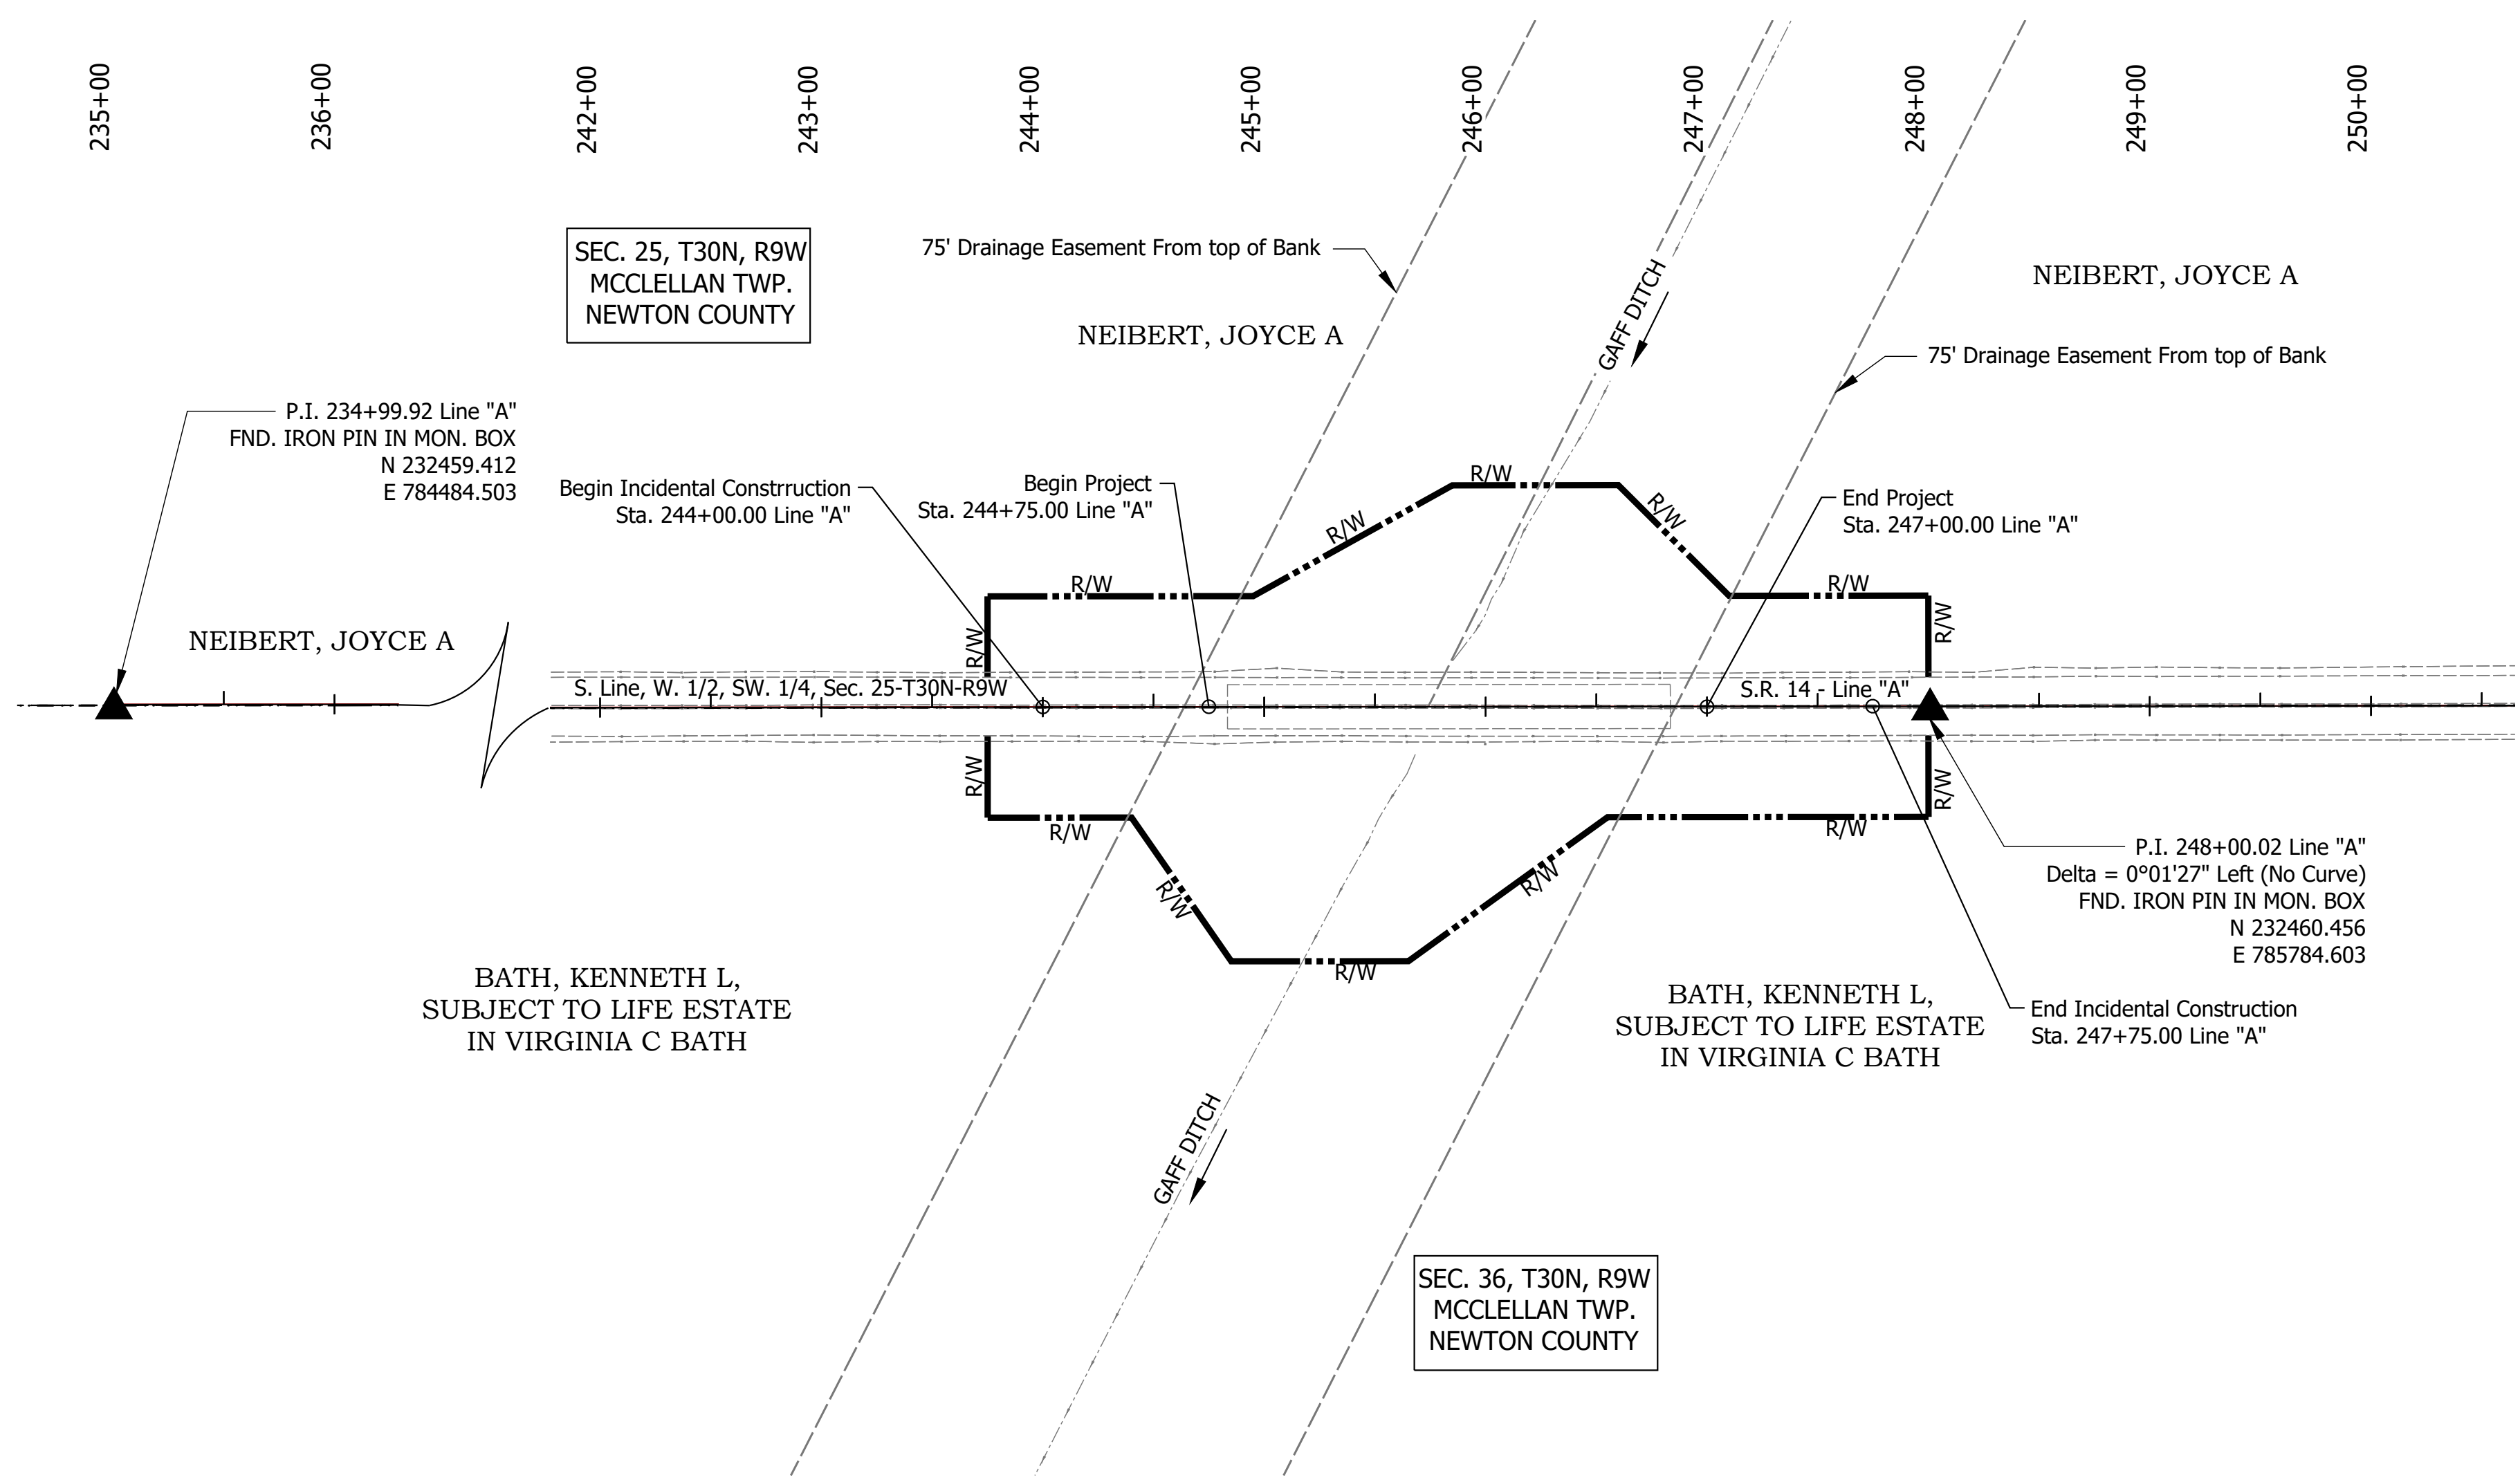 235+00
236+00
242+00
243+00
244+00
245+00
246+00
247+00
248+00
249+00
250+00
SEC. 25, T30N, R9W
MCCLELLAN TWP.
NEWTON COUNTY
75' Drainage Easement From top of Bank
NEIBERT, JOYCE A
GAFF DITCH
NEIBERT, JOYCE A
75' Drainage Easement From top of Bank
P.I. 234+99.92 Line "A"
FND. IRON PIN IN MON. BOX
N 232459.412
E 784484.503
Begin Incidental Constrruction
Sta. 244+00.00 Line "A"
Begin Project
Sta. 244+75.00 Line "A"
End Project
Sta. 247+00.00 Line "A"
R/W
R/W
R/W
R/W
R/W
R/W
R/W
NEIBERT, JOYCE A
S. Line, W. 1/2, SW. 1/4, Sec. 25-T30N-R9W
S.R. 14 - Line "A"
R/W
R/W
R/W
R/W
R/W
R/W
R/W
P.I. 248+00.02 Line "A"
Delta = 0°01'27" Left (No Curve)
FND. IRON PIN IN MON. BOX
N 232460.456
E 785784.603
BATH, KENNETH L,
SUBJECT TO LIFE ESTATE
IN VIRGINIA C BATH
BATH, KENNETH L,
SUBJECT TO LIFE ESTATE
IN VIRGINIA C BATH
End Incidental Construction
Sta. 247+75.00 Line "A"
GAFF DITCH
SEC. 36, T30N, R9W
MCCLELLAN TWP.
NEWTON COUNTY